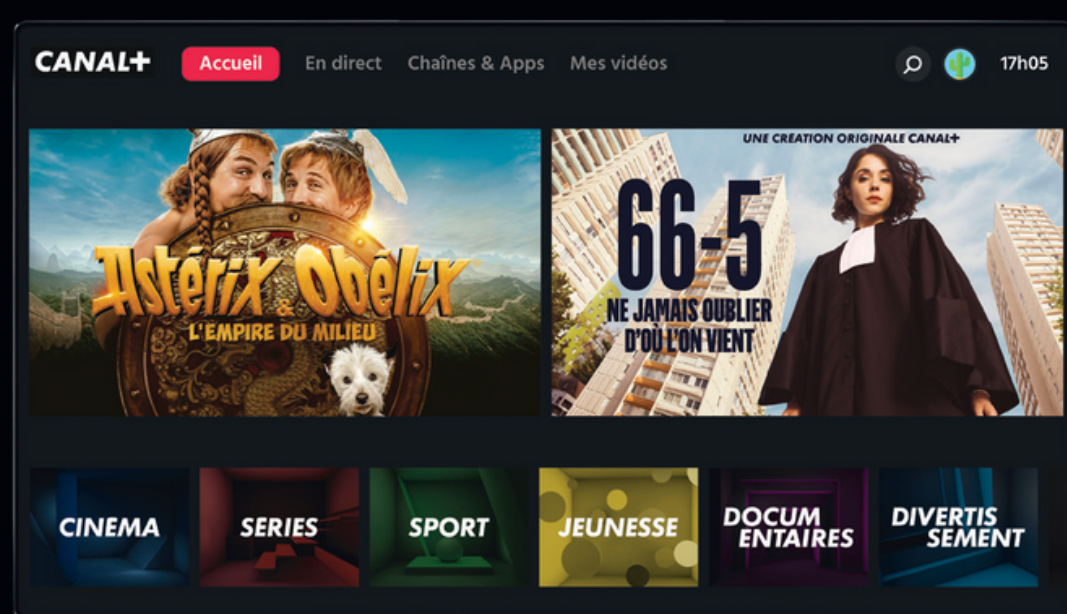 CANAL+ Accueil En direct Chaînes & Apps Mes vidéos 17h05
Astérix & Obélix
L'EMPIRE DU MILIEU
UNE CREATION ORIGINALE CANAL+
66-5
NE JAMAIS OUBLIER
D'OÙ L'ON VIENT
CINEMA
SERIES
SPORT
JEUNESSE
DOCUM
ENTAIRES
DIVERTIS
SEMENT